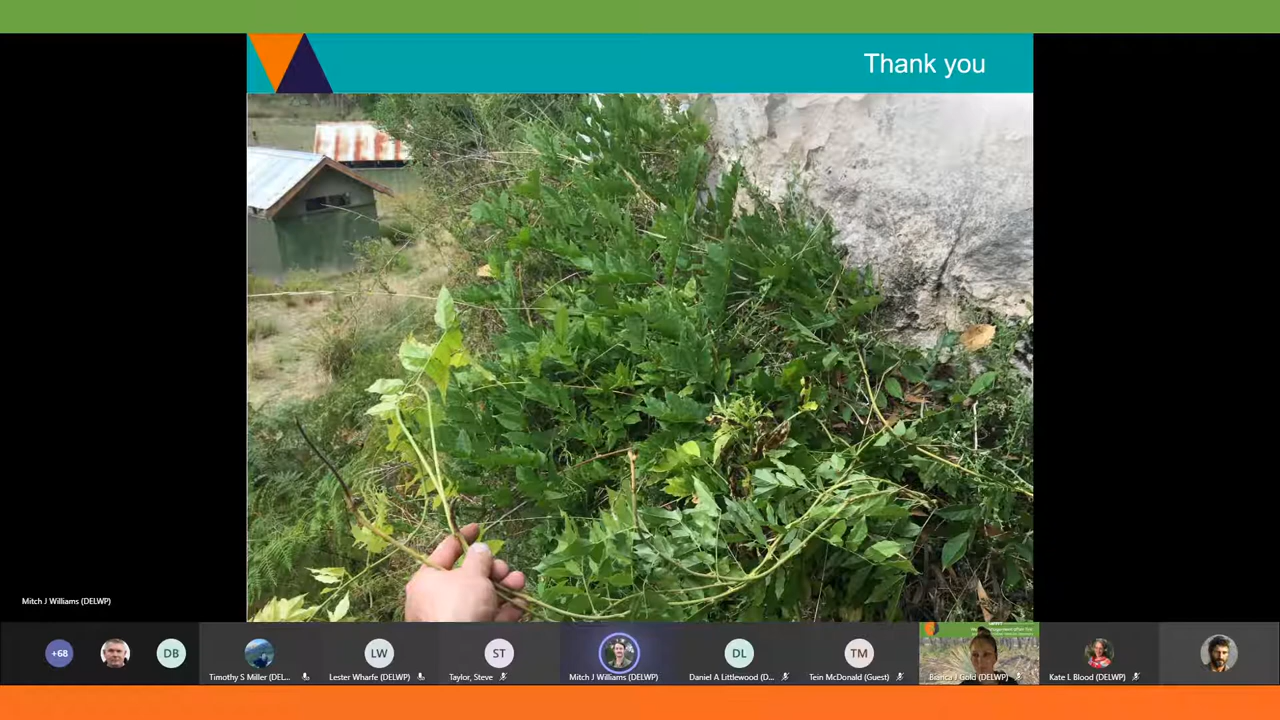 Thank you
Mitch J Williams (DELWP)
+68
DB
LW
ST
DL
TM
Timothy S Miller (DEL...
Lester Wharfe (DELWP)
Taylor, Steve
Mitch J Williams (DELWP)
Daniel A Littlewood (D...
Tein McDonald (Guest)
Bianca J Gold (DELWP)
Kate L Blood (DELWP)